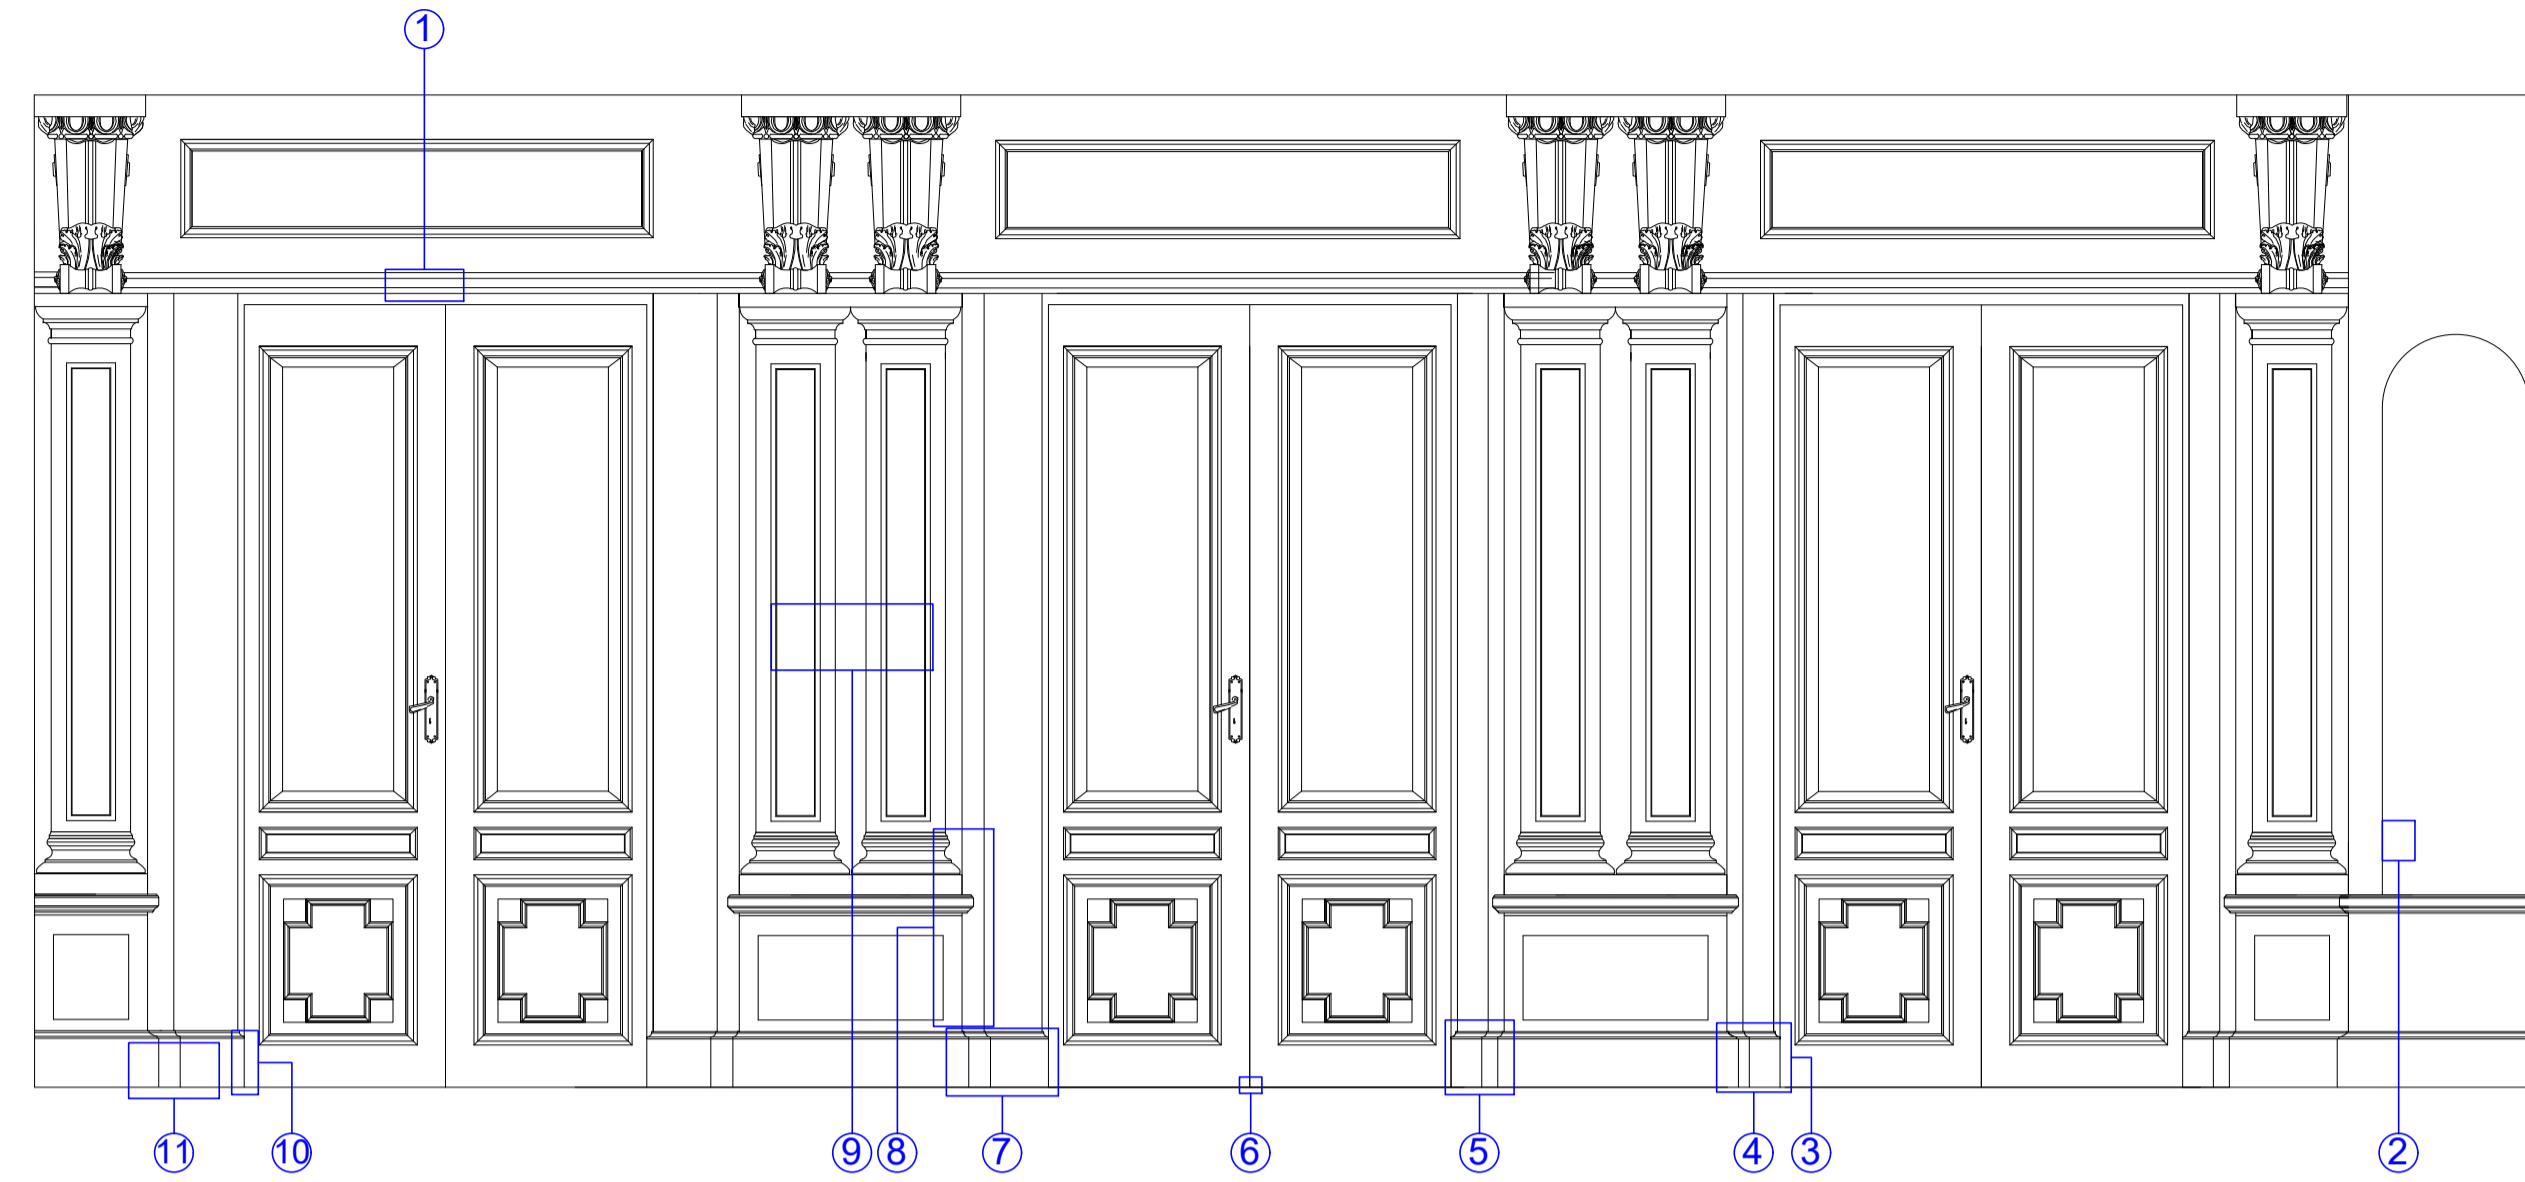 ①
⑪ ⑩ ⑨ ⑧ ⑦ ⑥ ⑤ ④ ③ ②